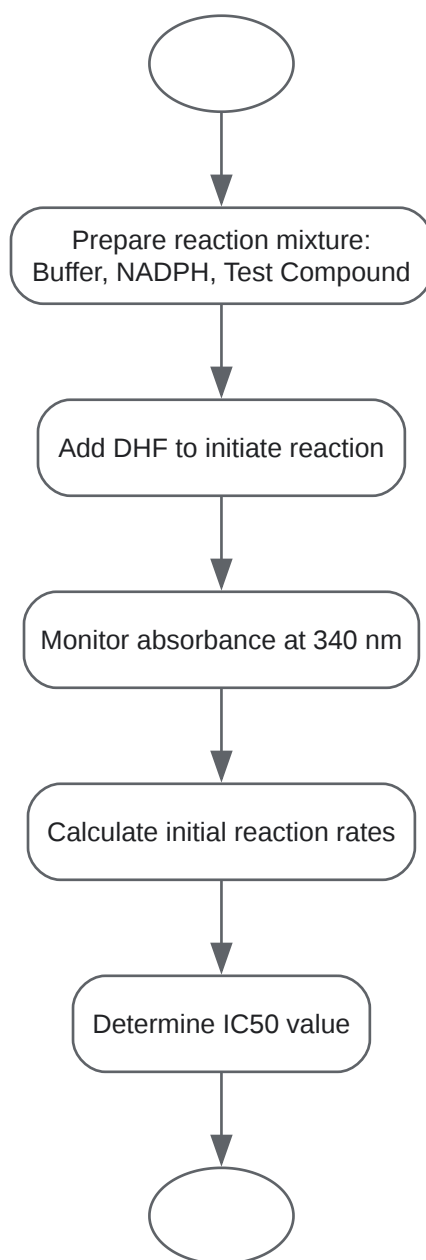 Prepare reaction mixture:
Buffer, NADPH, Test Compound
Add DHF to initiate reaction
Monitor absorbance at 340 nm
Calculate initial reaction rates
Determine IC50 value